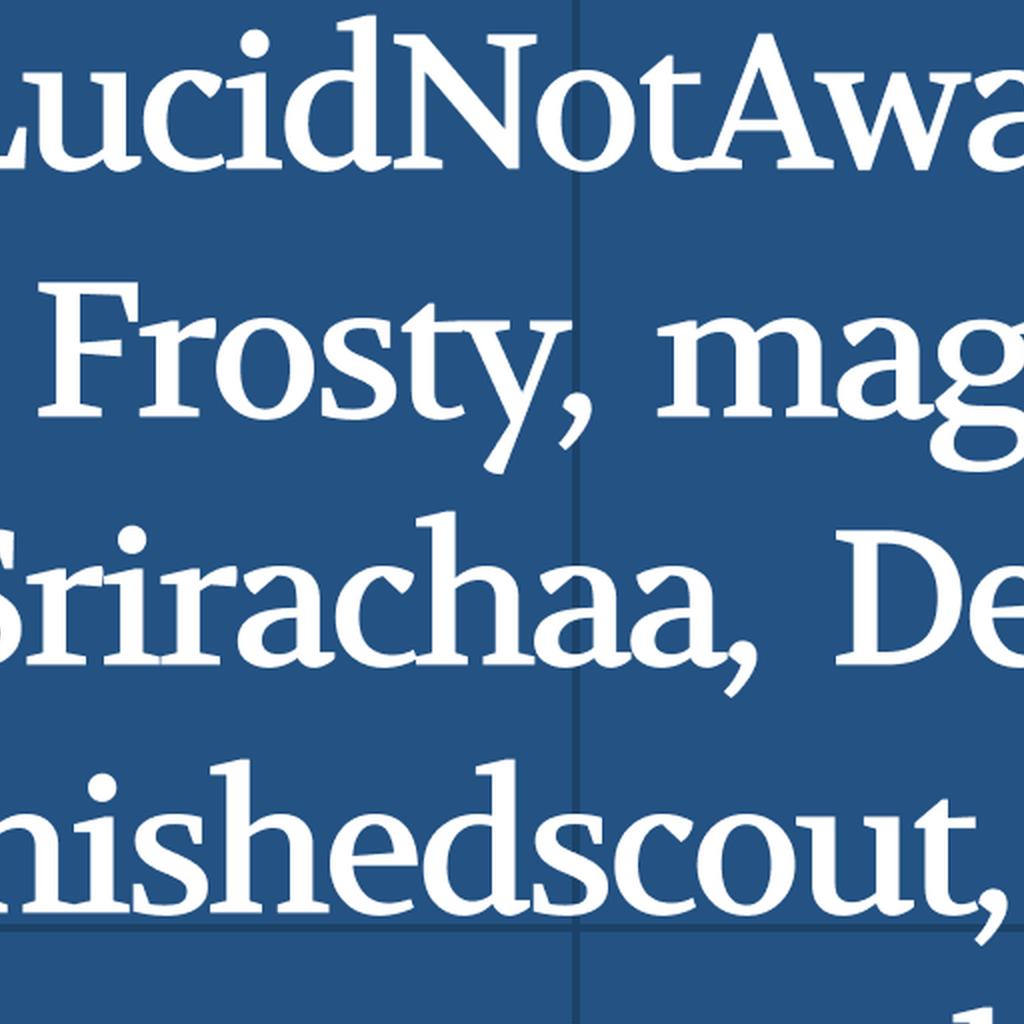 LucidNotAwa
Frosty, mag
Srirachaa, De
nishedscout,